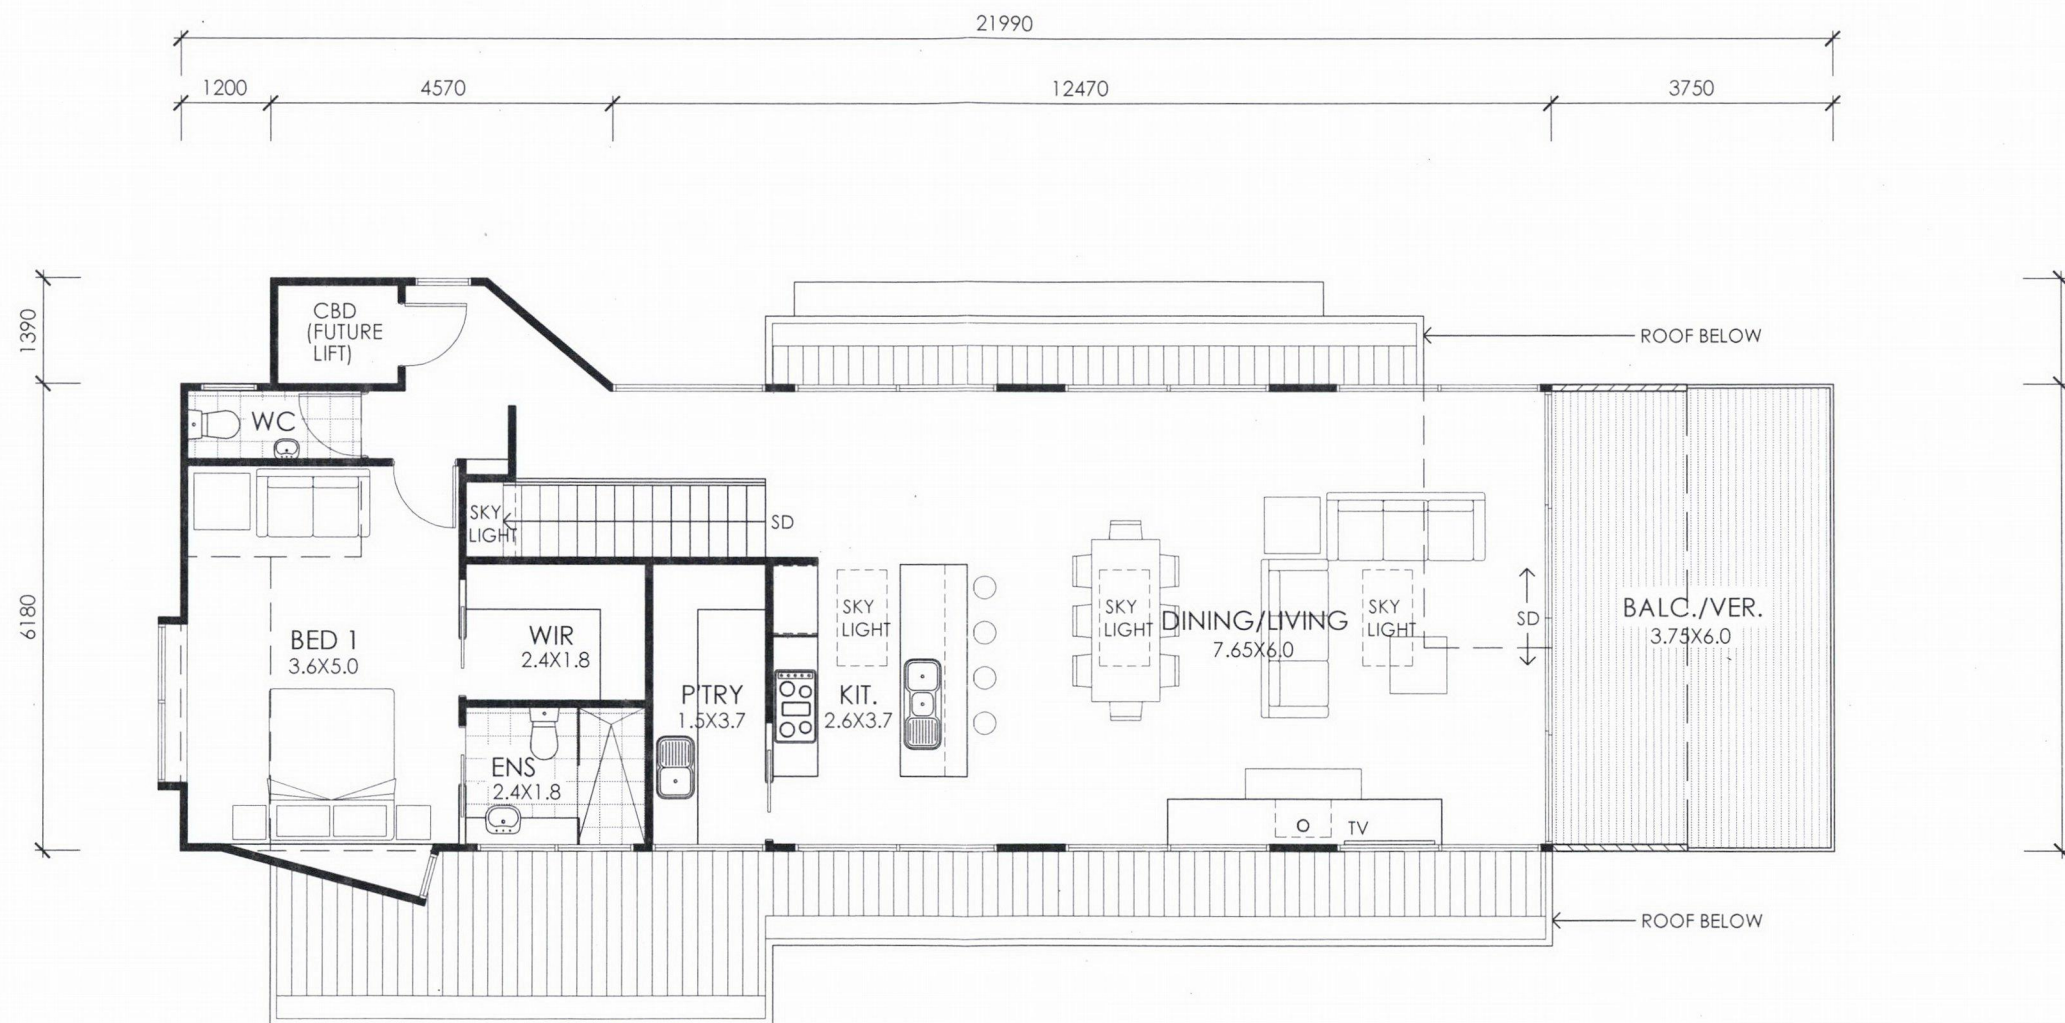 21990
1200
4570
12470
3750
1390
6180
CBD
(FUTURE
LIFT)
ROOF BELOW
WC
SKY
LIGHT
SD
BED 1
3.6X5.0
WIR
2.4X1.8
P'TRY
1.5X3.7
SKY
LIGHT
KIT.
2.6X3.7
SKY
LIGHT
DINING/LIVING
7.65X6.0
SKY
LIGHT
SD
BALC./VER.
3.75X6.0
ENS
2.4X1.8
TV
ROOF BELOW